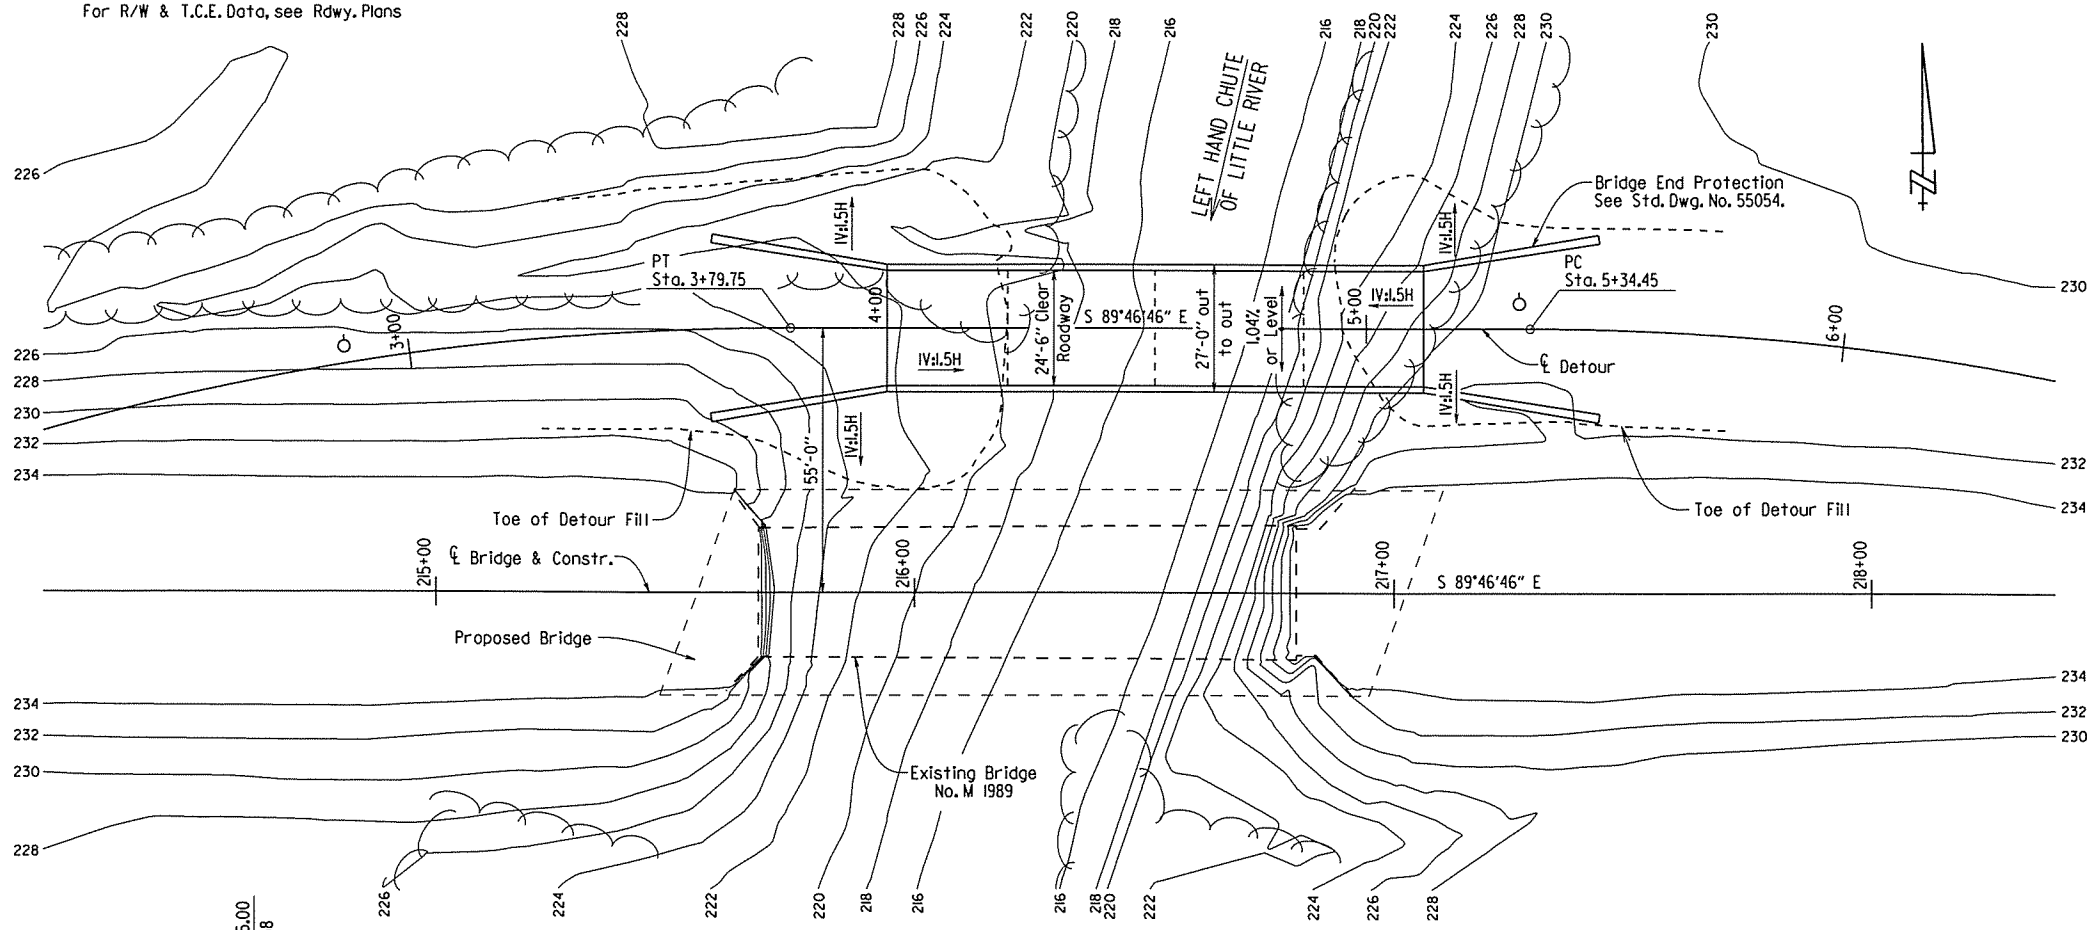 For R/W & T.C.E. Data, see Rdwy. Plans
228
228
226
224
222
220
218
216
216
218
220
222
224
226
228
230
230
LEFT HAND CHUTE
OF LITTLE RIVER
226
Bridge End Protection
See Std. Dwg. No. 55054.
1V:1.5H
1V:1.5H
PT
Sta. 3+79.75
PC
Sta. 5+34.45
230
4+00
24'-6" Clear
Roadway
S 89°46'46" E
27'-0" out
to out
1.04%
or Level
5+00
1V:1.5H
3+00
6+00
226
228
230
232
234
1V:1.5H
℄ Detour
1V:1.5H
1V:1.5H
55'-0"
232
234
Toe of Detour Fill
Toe of Detour Fill
℄ Bridge & Constr.
215+00
216+00
217+00
S 89°46'46" E
218+00
Proposed Bridge
234
232
230
228
234
232
230
Existing Bridge
No. M 1989
226
224
222
220
218
216
216
218
220
222
224
226
228